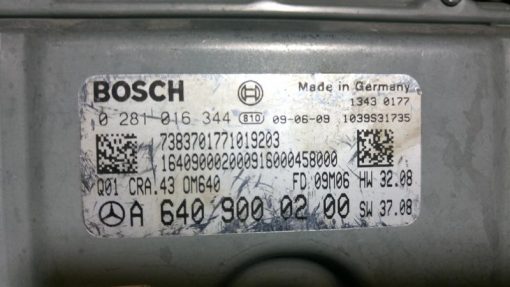 BOSCH Made in Germany
1343 0177
0 281 016 344 810 09-06-09 1039S31735
7383701771019203
16409000200916000458000
Q01 CRA.43 OM640 FD 09M06 HW 32.08
A 640 900 02 00 SW 37.08